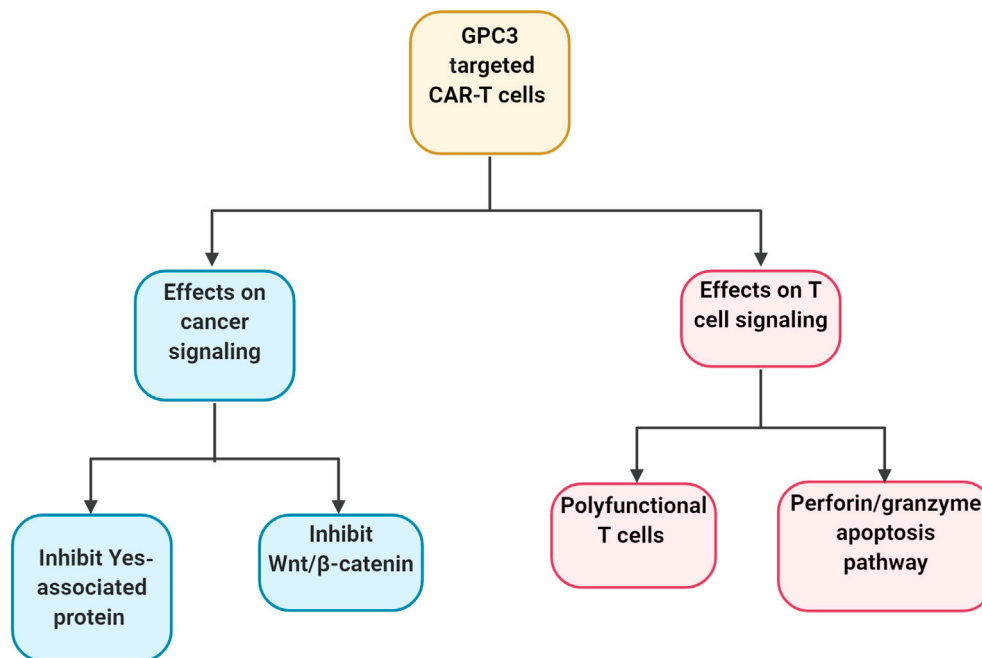 GPC3
targeted
CAR-T cells
Effects on
cancer
signaling
Effects on T
cell signaling
Inhibit Yes-
associated
protein
Inhibit
Wnt/β-catenin
Polyfunctional
T cells
Perforin/granzyme
apoptosis
pathway